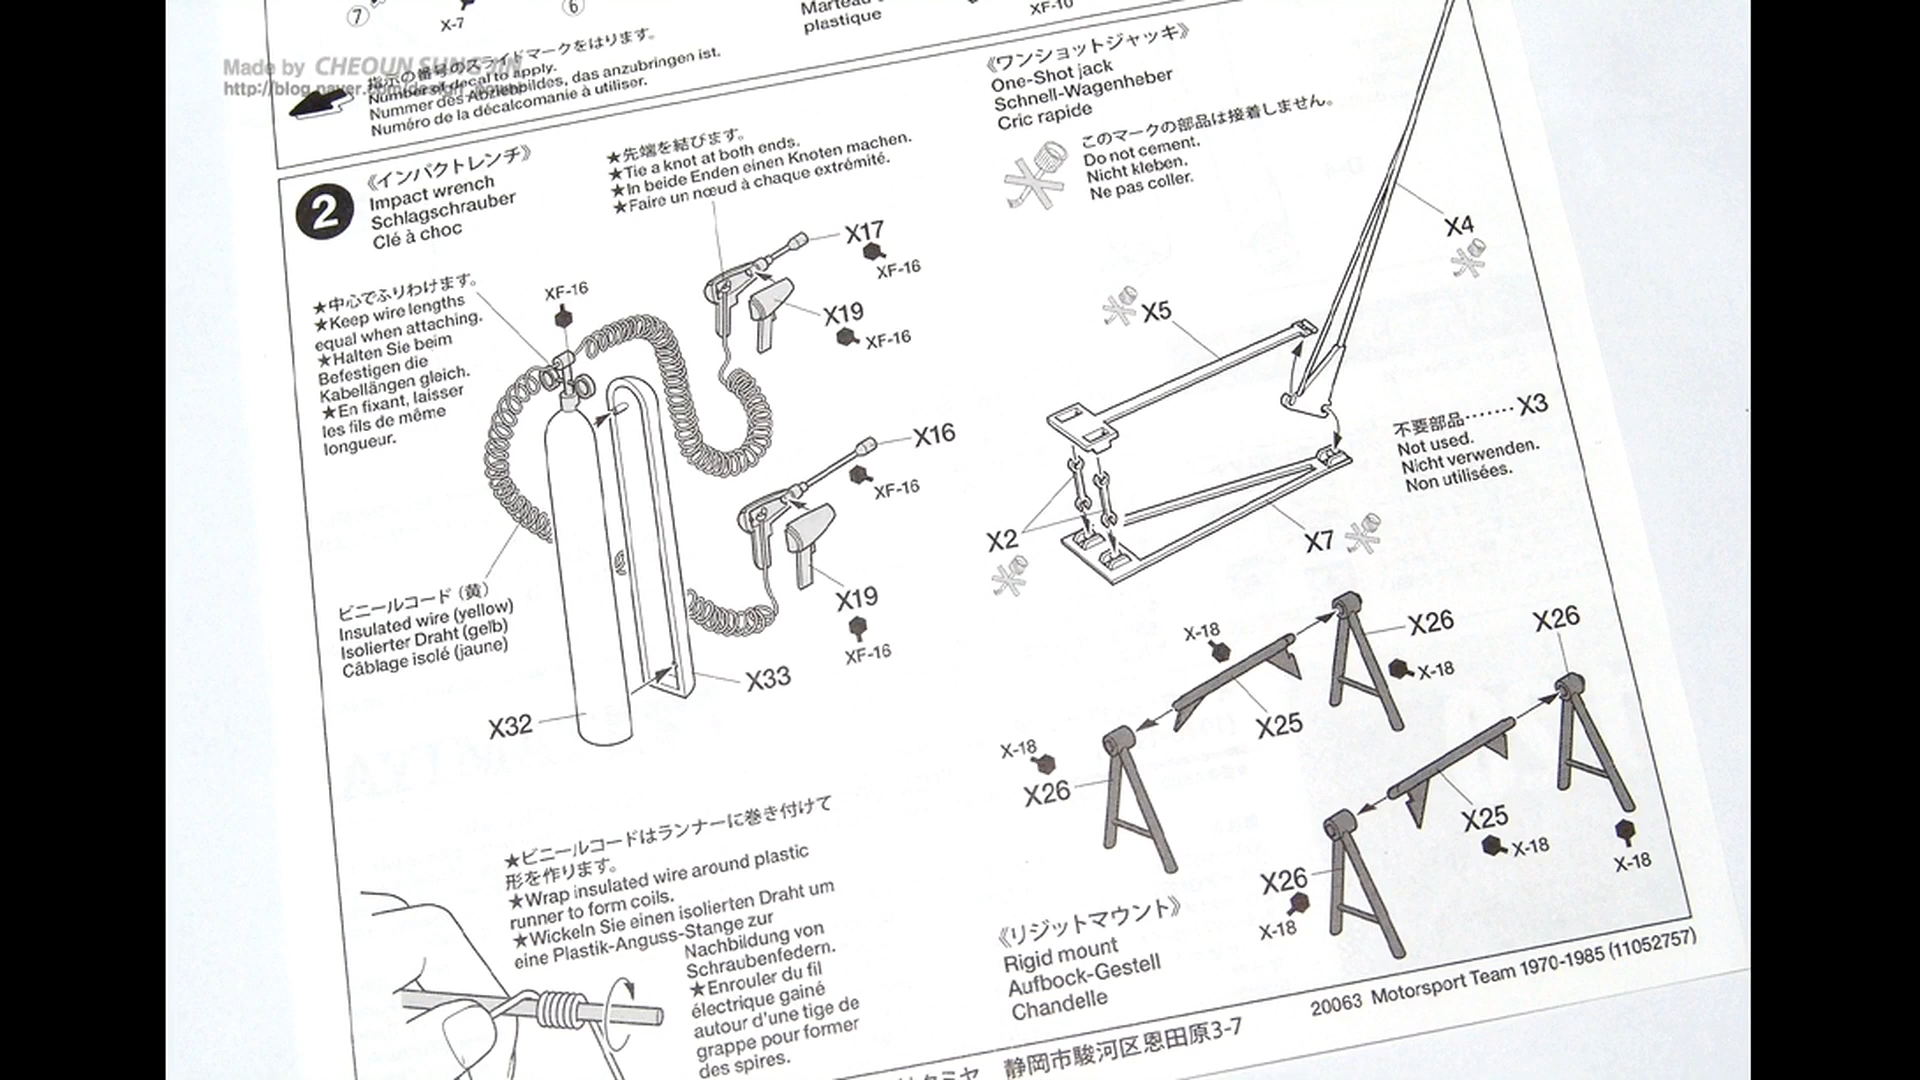 ⑦
X-7
⑥
plastique
XF-10
Made by CHEOUN SUNG
指示の番号のスライドマークをはります。
Number of decal to apply.
Nummer des Abziehbildes, das anzubringen ist.
Numéro de la décalcomanie à utiliser.
2
《インパクトレンチ》
Impact wrench
Schlagschrauber
Clé à choc
★先端を結びます。
★Tie a knot at both ends.
★In beide Enden einen Knoten machen.
★Faire un nœud à chaque extrémité.
★中心でふりわけます。
★Keep wire lengths
equal when attaching.
★Halten Sie beim
Befestigen die
Kabellängen gleich.
★En fixant, laisser
les fils de même
longueur.
XF-16
X17
XF-16
X19
XF-16
X16
XF-16
X19
XF-16
ビニールコード（黄）
Insulated wire (yellow)
Isolierter Draht (gelb)
Câblage isolé (jaune)
X33
X32
★ビニールコードはランナーに巻き付けて
形を作ります。
★Wrap insulated wire around plastic
runner to form coils.
★Wickeln Sie einen isolierten Draht um
eine Plastik-Anguss-Stange zur
Nachbildung von
Schraubenfedern.
★Enrouler du fil
électrique gainé
autour d'une tige de
grappe pour former
des spires.
《ワンショットジャッキ》
One-Shot jack
Schnell-Wagenheber
Cric rapide
このマークの部品は接着しません。
Do not cement.
Nicht kleben.
Ne pas coller.
X4
X5
不要部品・・・・・・・X3
Not used.
Nicht verwenden.
Non utilisées.
X2
X7
X-18
X26
X-18
X26
X25
X-18
X26
X25
X-18
X-18
X26
X-18
《リジットマウント》
Rigid mount
Aufbock-Gestell
Chandelle
20063 Motorsport Team 1970-1985 (11052757)
静岡市駿河区恩田原3-7